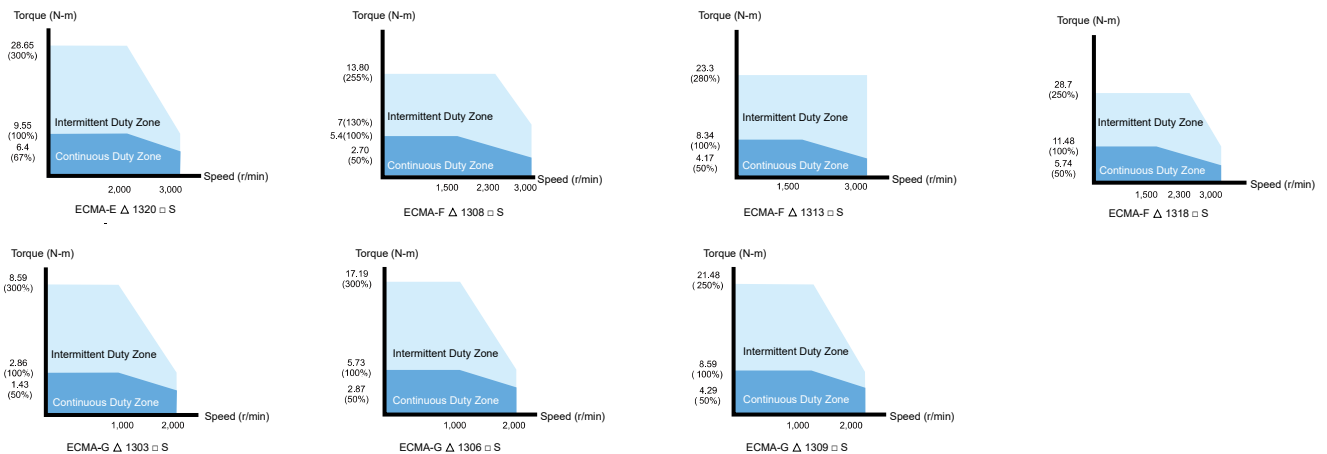 Torque (N-m)
28.65
(300%)
9.55
(100%)
6.4
(67%)
Intermittent Duty Zone
Continuous Duty Zone
2,000
3,000
Speed (r/min)
ECMA-E △ 1320 □ S
-
Torque (N-m)
13.80
(255%)
7(130%)
5.4(100%)
2.70
(50%)
Intermittent Duty Zone
Continuous Duty Zone
1,500
2,300
3,000
Speed (r/min)
ECMA-F △ 1308 □ S
Torque (N-m)
23.3
(280%)
8.34
(100%)
4.17
(50%)
Intermittent Duty Zone
Continuous Duty Zone
1,500
3,000
Speed (r/min)
ECMA-F △ 1313 □ S
Torque (N-m)
28.7
(250%)
11.48
(100%)
5.74
(50%)
Intermittent Duty Zone
Continuous Duty Zone
1,500
2,300
3,000
Speed (r/min)
ECMA-F △ 1318 □ S
Torque (N-m)
8.59
(300%)
2.86
(100%)
1.43
(50%)
Intermittent Duty Zone
Continuous Duty Zone
1,000
2,000
Speed (r/min)
ECMA-G △ 1303 □ S
Torque (N-m)
17.19
(300%)
5.73
(100%)
2.87
(50%)
Intermittent Duty Zone
Continuous Duty Zone
1,000
2,000
Speed (r/min)
ECMA-G △ 1306 □ S
Torque (N-m)
21.48
( 250%)
8.59
( 100%)
4.29
( 50%)
Intermittent Duty Zone
Continuous Duty Zone
1,000
2,000
Speed (r/min)
ECMA-G △ 1309 □ S